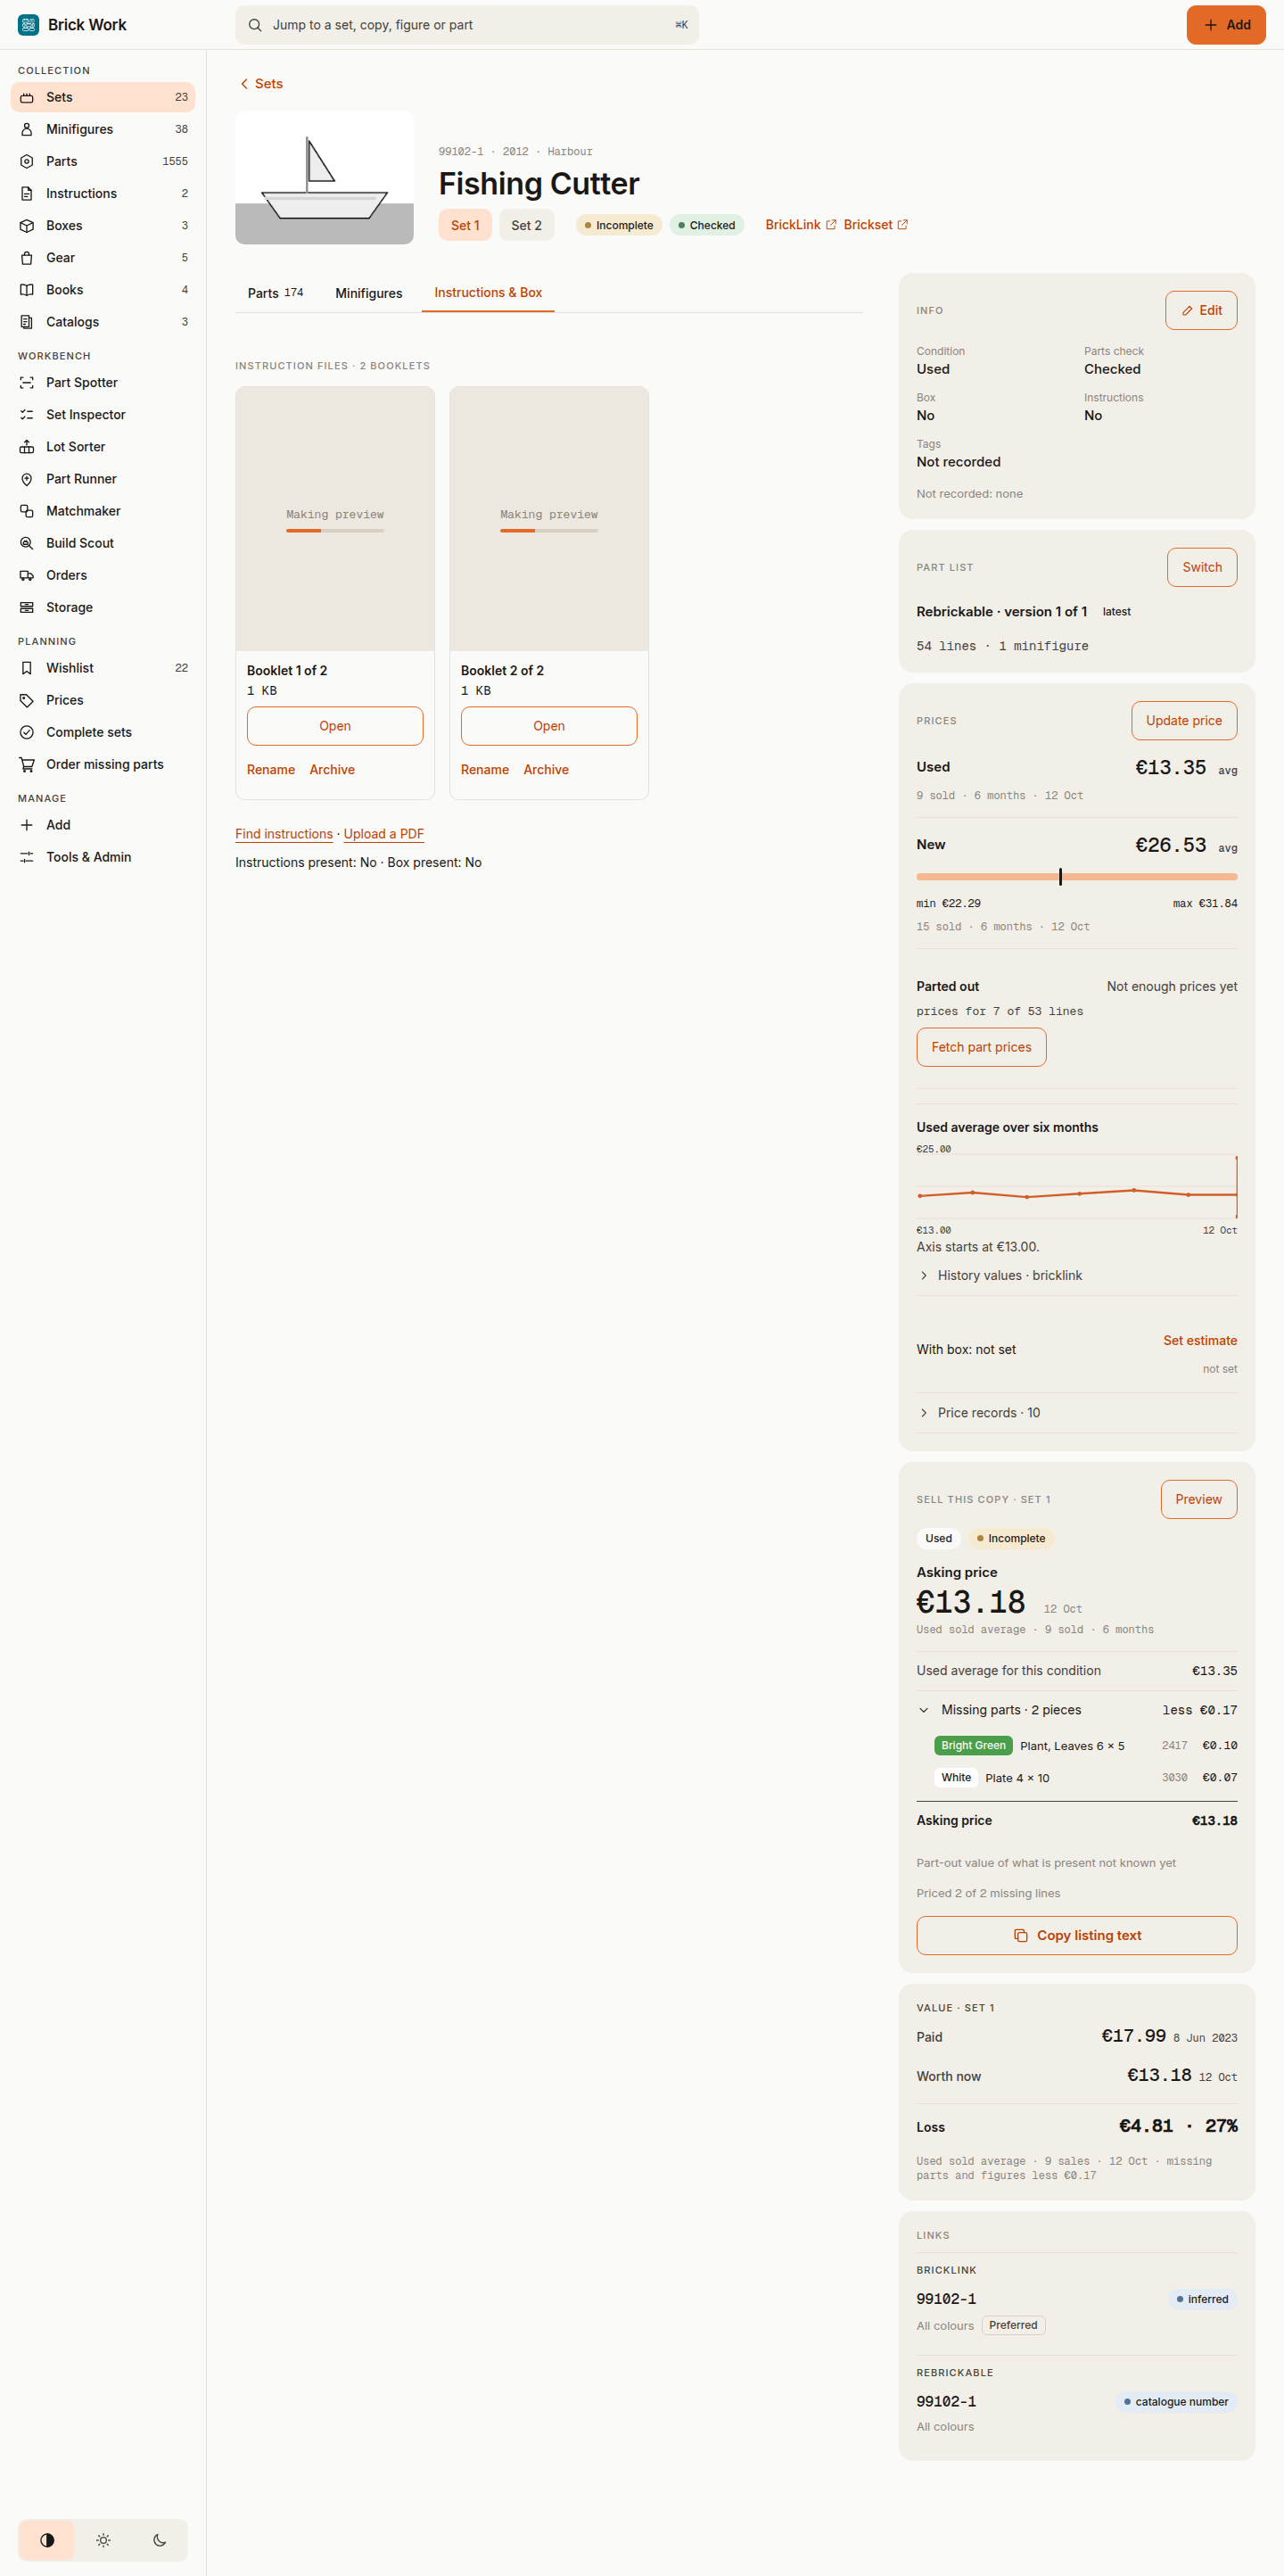 Brick Work
Jump to a set, copy, figure or part
⌘K
Add
COLLECTION
Sets 23
Minifigures 38
Parts 1555
Instructions 2
Boxes 3
Gear 5
Books 4
Catalogs 3
WORKBENCH
Part Spotter
Set Inspector
Lot Sorter
Part Runner
Matchmaker
Build Scout
Orders
Storage
PLANNING
Wishlist 22
Prices
Complete sets
Order missing parts
MANAGE
Add
Tools & Admin
Sets
99102-1 · 2012 · Harbour
Fishing Cutter
Set 1 Set 2 Incomplete Checked BrickLink Brickset
Parts 174 Minifigures Instructions & Box
INSTRUCTION FILES · 2 BOOKLETS
Making preview Making preview
Booklet 1 of 2 Booklet 2 of 2
1 KB 1 KB
Open Open
Rename Archive Rename Archive
Find instructions · Upload a PDF
Instructions present: No · Box present: No
INFO Edit
Condition Parts check
Used Checked
Box Instructions
No No
Tags
Not recorded
Not recorded: none
PART LIST Switch
Rebrickable · version 1 of 1 latest
54 lines · 1 minifigure
PRICES Update price
Used €13.35 avg
9 sold · 6 months · 12 Oct
New €26.53 avg
min €22.29 max €31.84
15 sold · 6 months · 12 Oct
Parted out Not enough prices yet
prices for 7 of 53 lines
Fetch part prices
Used average over six months
€25.00
€13.00 12 Oct
Axis starts at €13.00.
History values · bricklink
With box: not set Set estimate
not set
Price records · 10
SELL THIS COPY · SET 1 Preview
Used Incomplete
Asking price
€13.18 12 Oct
Used sold average · 9 sold · 6 months
Used average for this condition €13.35
Missing parts · 2 pieces less €0.17
Bright Green Plant, Leaves 6 × 5 2417 €0.10
White Plate 4 × 10 3030 €0.07
Asking price €13.18
Part-out value of what is present not known yet
Priced 2 of 2 missing lines
Copy listing text
VALUE · SET 1
Paid €17.99 8 Jun 2023
Worth now €13.18 12 Oct
Loss €4.81 · 27%
Used sold average · 9 sales · 12 Oct · missing
parts and figures less €0.17
LINKS
BRICKLINK
99102-1 inferred
All colours Preferred
REBRICKABLE
99102-1 catalogue number
All colours